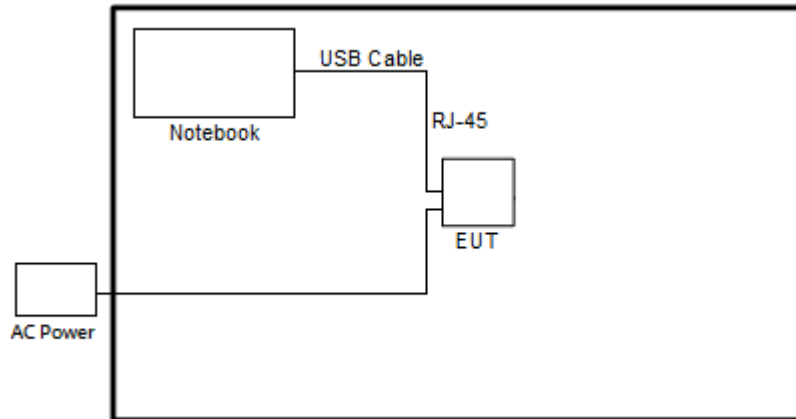 USB Cable
Notebook
RJ-45
EUT
AC Power